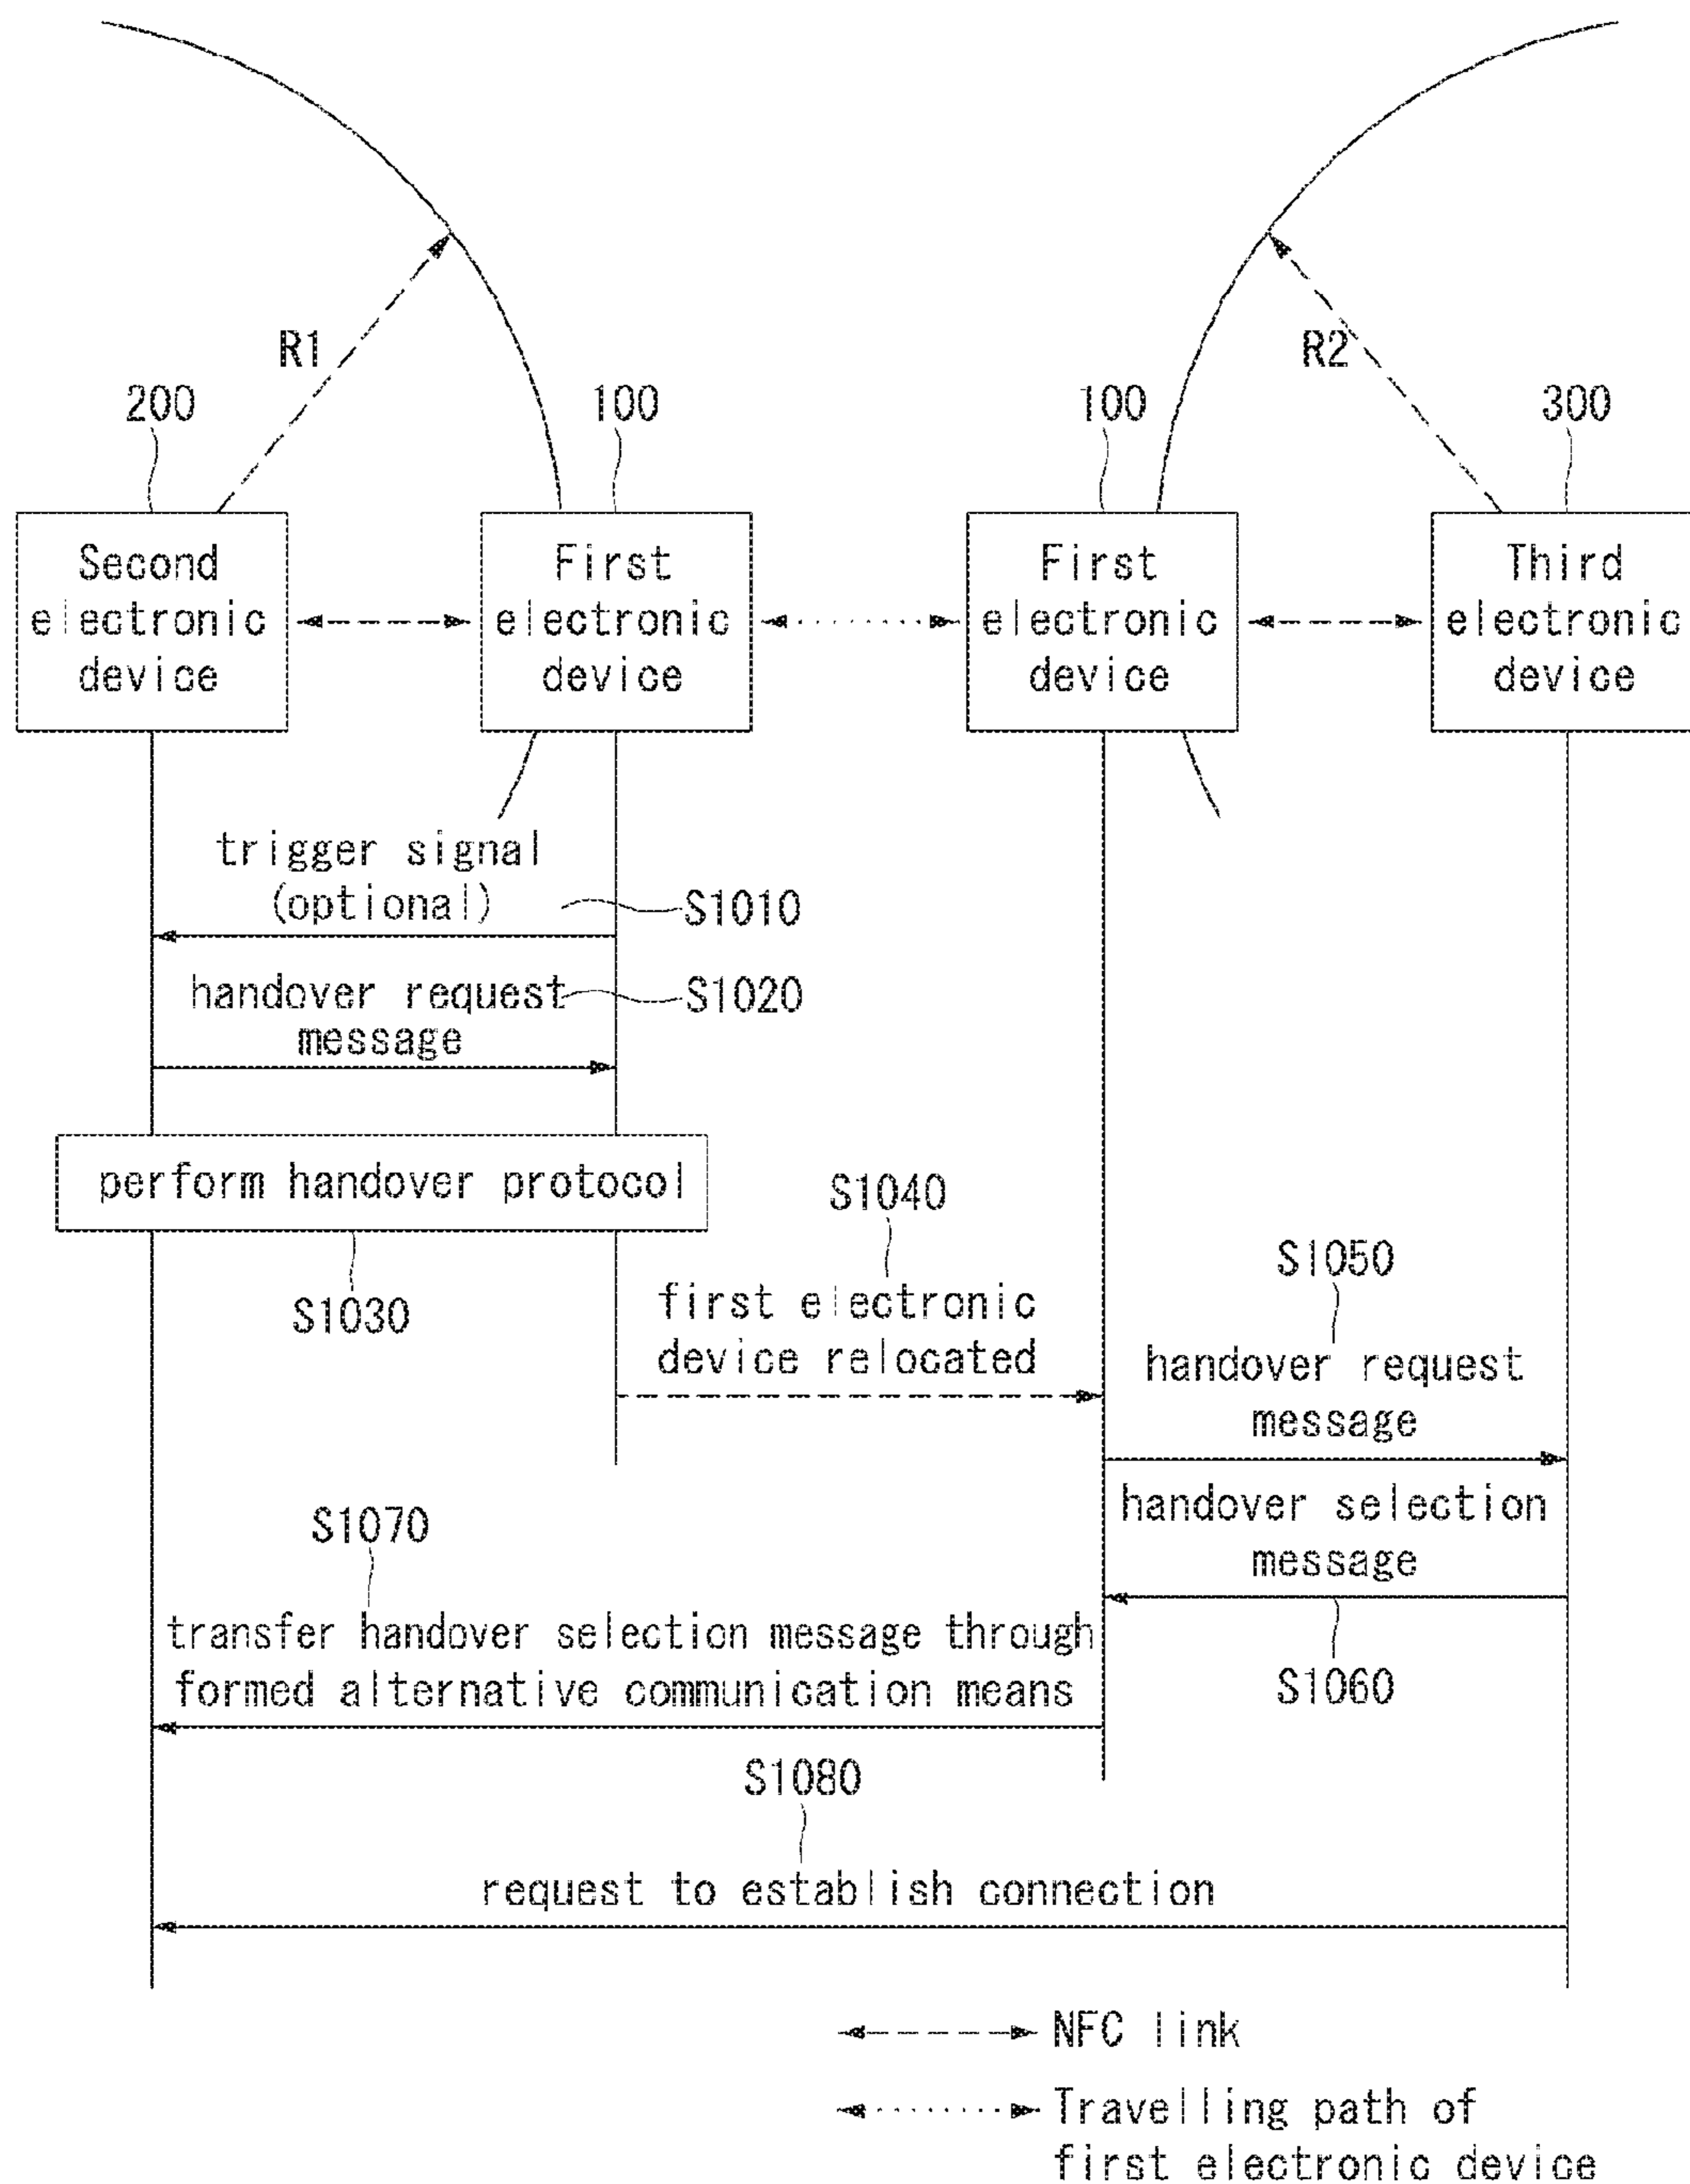 R1
R2
200
100
100
300
Second
electronic
device
First
electronic
device
First
electronic
device
Third
electronic
device
trigger signal
(optional)
S1010
handover request
message
S1020
perform handover protocol
S1030
S1040
first electronic
device relocated
S1050
handover request
message
handover selection
message
S1060
S1070
transfer handover selection message through
formed alternative communication means
S1080
request to establish connection
NFC link
Travelling path of
first electronic device